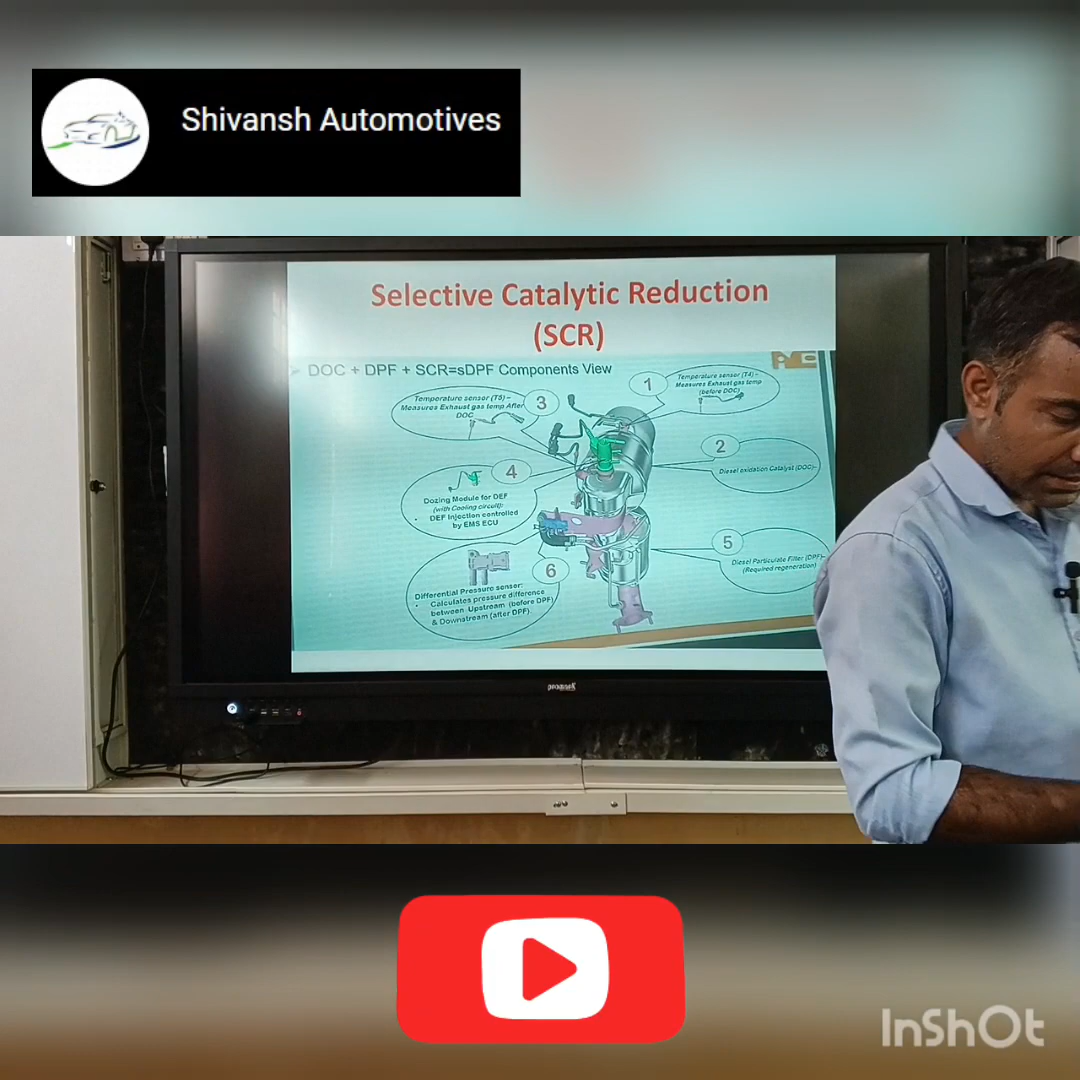 Shivansh Automotives
Selective Catalytic Reduction
(SCR)
DOC + DPF + SCR=sDPF Components View
1
Temperature sensor (T4) –
Measures Exhaust gas temp
(before DOC)
3
Temperature sensor (T5) –
Measures Exhaust gas temp After
DOC
2
Diesel oxidation Catalyst (DOC)–
4
Dozing Module for DEF
(with Cooling circuit):
• DEF Injection controlled
by EMS ECU
5
Diesel Particulate Filter (DPF)–
(Required regeneration)
6
Differential Pressure sensor:
• Calculates pressure difference
between Upstream (before DPF)
& Downstream (after DPF)
InShOt